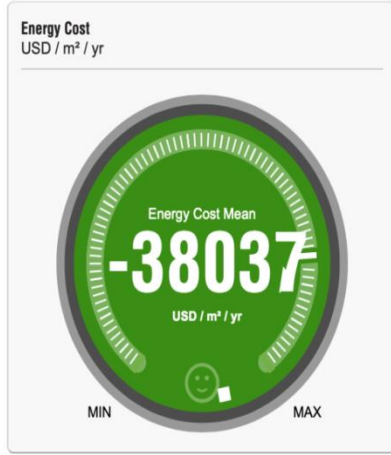 Energy Cost
USD / m² / yr
Energy Cost Mean
-38037
USD / m² / yr
MIN
MAX